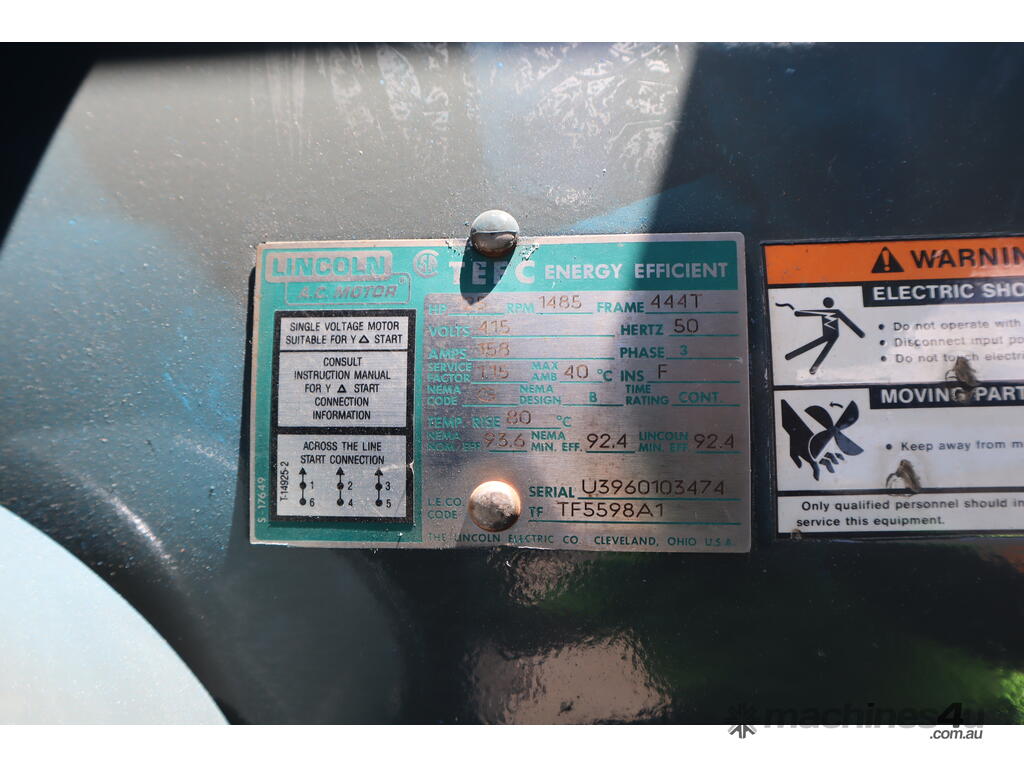 LINCOLN
A.C. MOTOR
TEFC ENERGY EFFICIENT
SINGLE VOLTAGE MOTOR
SUITABLE FOR Y △ START
CONSULT
INSTRUCTION MANUAL
FOR Y △ START
CONNECTION
INFORMATION
ACROSS THE LINE
START CONNECTION
1 2 3
6 4 5
T-14925-2
S-17649
HP RPM 1485 FRAME 444T
VOLTS 415 HERTZ 50
AMPS PHASE 3
SERVICE FACTOR 1.15 MAX AMB 40 °C INS F
NEMA CODE NEMA DESIGN B TIME RATING CONT.
TEMP. RISE 80 °C
NEMA NOM. EFF. 93.6 NEMA MIN. EFF. 92.4 LINCOLN MIN. EFF. 92.4
SERIAL U3960103474
L.E.CO. CODE TF TF5598A1
THE LINCOLN ELECTRIC CO. CLEVELAND, OHIO U.S.A.
WARNIN
ELECTRIC SHO
• Do not operate with
• Disconnect input po
• Do not touch electri
MOVING PART
• Keep away from m
Only qualified personnel should in
service this equipment.
machines4u
.com.au